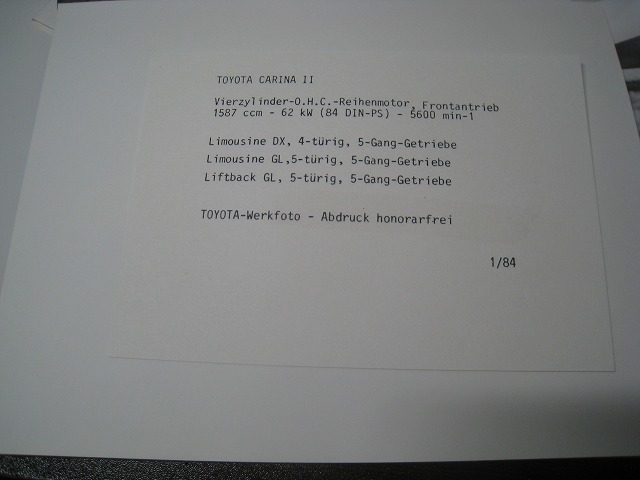 TOYOTA CARINA II
Vierzylinder-O.H.C.-Reihenmotor, Frontantrieb
1587 ccm - 62 kW (84 DIN-PS) - 5600 min-1
Limousine DX, 4-türig, 5-Gang-Getriebe
Limousine GL,5-türig, 5-Gang-Getriebe
Liftback GL, 5-türig, 5-Gang-Getriebe
TOYOTA-Werkfoto - Abdruck honorarfrei
1/84